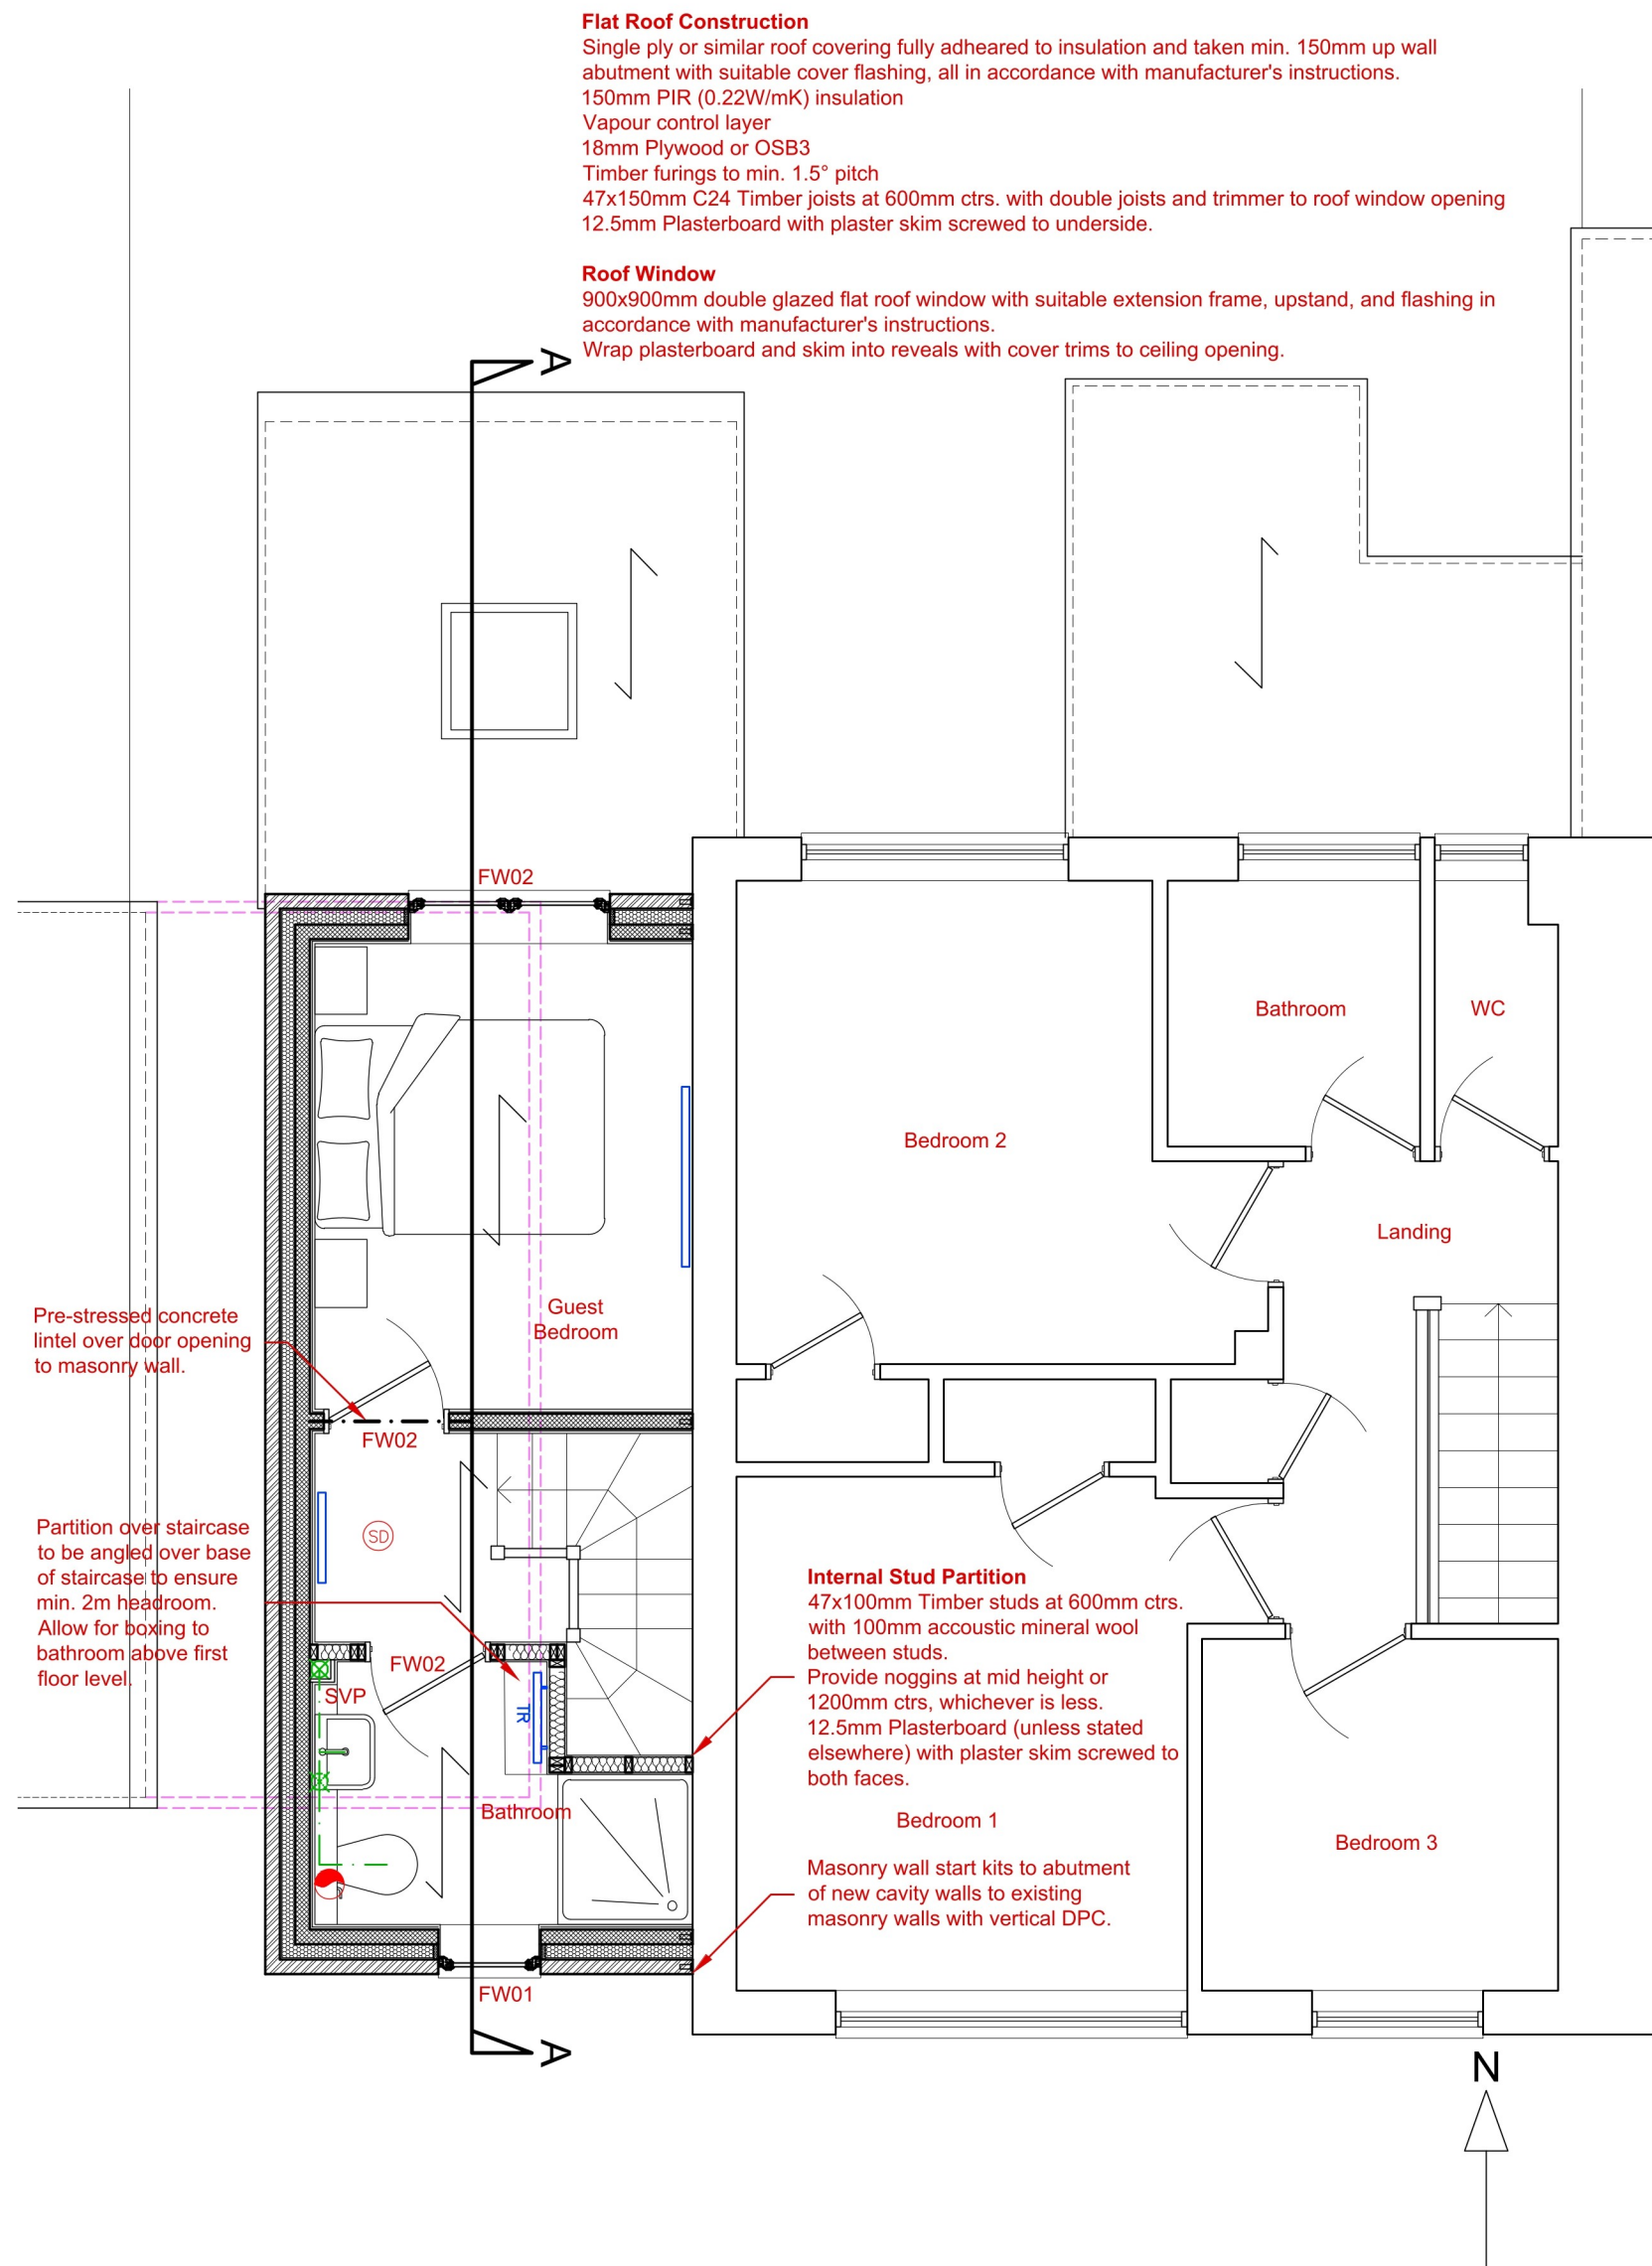 Flat Roof Construction
Single ply or similar roof covering fully adheared to insulation and taken min. 150mm up wall
abutment with suitable cover flashing, all in accordance with manufacturer's instructions.
150mm PIR (0.22W/mK) insulation
Vapour control layer
18mm Plywood or OSB3
Timber furings to min. 1.5° pitch
47x150mm C24 Timber joists at 600mm ctrs. with double joists and trimmer to roof window opening
12.5mm Plasterboard with plaster skim screwed to underside.
Roof Window
900x900mm double glazed flat roof window with suitable extension frame, upstand, and flashing in
accordance with manufacturer's instructions.
Wrap plasterboard and skim into reveals with cover trims to ceiling opening.
A
FW02
Bathroom
WC
Bedroom 2
Landing
Guest
Bedroom
Pre-stressed concrete
lintel over door opening
to masonry wall.
FW02
Partition over staircase
to be angled over base
of staircase to ensure
min. 2m headroom.
Allow for boxing to
bathroom above first
floor level.
SD
FW02
SVP
TR
Bathroom
Internal Stud Partition
47x100mm Timber studs at 600mm ctrs.
with 100mm accoustic mineral wool
between studs.
Provide noggins at mid height or
1200mm ctrs, whichever is less.
12.5mm Plasterboard (unless stated
elsewhere) with plaster skim screwed to
both faces.
Bedroom 1
Bedroom 3
Masonry wall start kits to abutment
of new cavity walls to existing
masonry walls with vertical DPC.
FW01
A
N